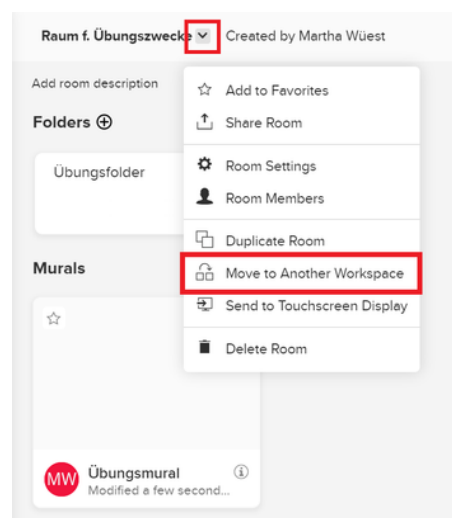 Raum f. Übungszwecke Created by Martha Wüest
Add room description
Folders
Übungsfolder
Murals
MW
Übungsmural
Modified a few second...
Add to Favorites
Share Room
Room Settings
Room Members
Duplicate Room
Move to Another Workspace
Send to Touchscreen Display
Delete Room